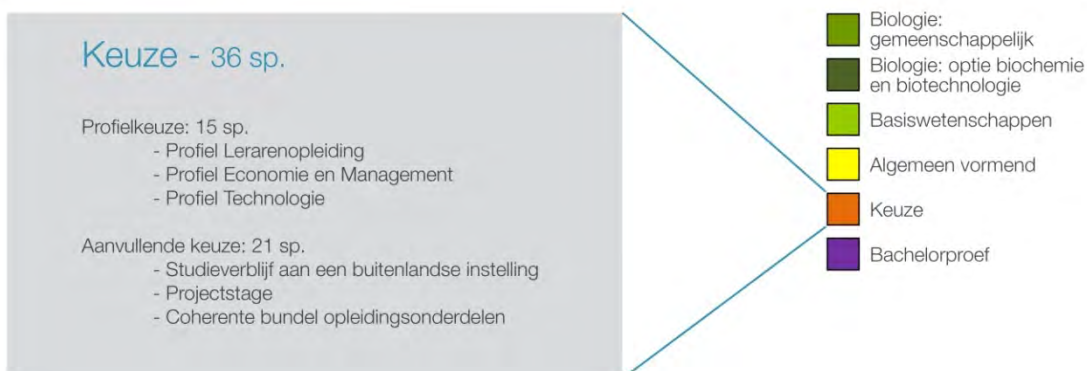 Keuze - 36 sp.
Profielkeuze: 15 sp.
- Profiel Lerarenopleiding
- Profiel Economie en Management
- Profiel Technologie
Aanvullende keuze: 21 sp.
- Studieverblijf aan een buitenlandse instelling
- Projectstage
- Coherente bundel opleidingsonderdelen
Biologie:
gemeenschappelijk
Biologie: optie biochemie
en biotechnologie
Basiswetenschappen
Algemeen vormend
Keuze
Bachelorproef